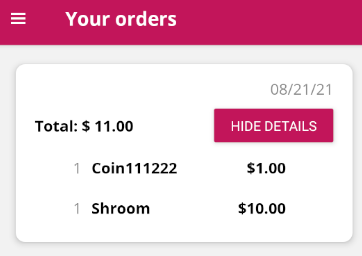 Your orders
08/21/21
Total: $ 11.00 HIDE DETAILS
1 Coin111222 $1.00
1 Shroom $10.00